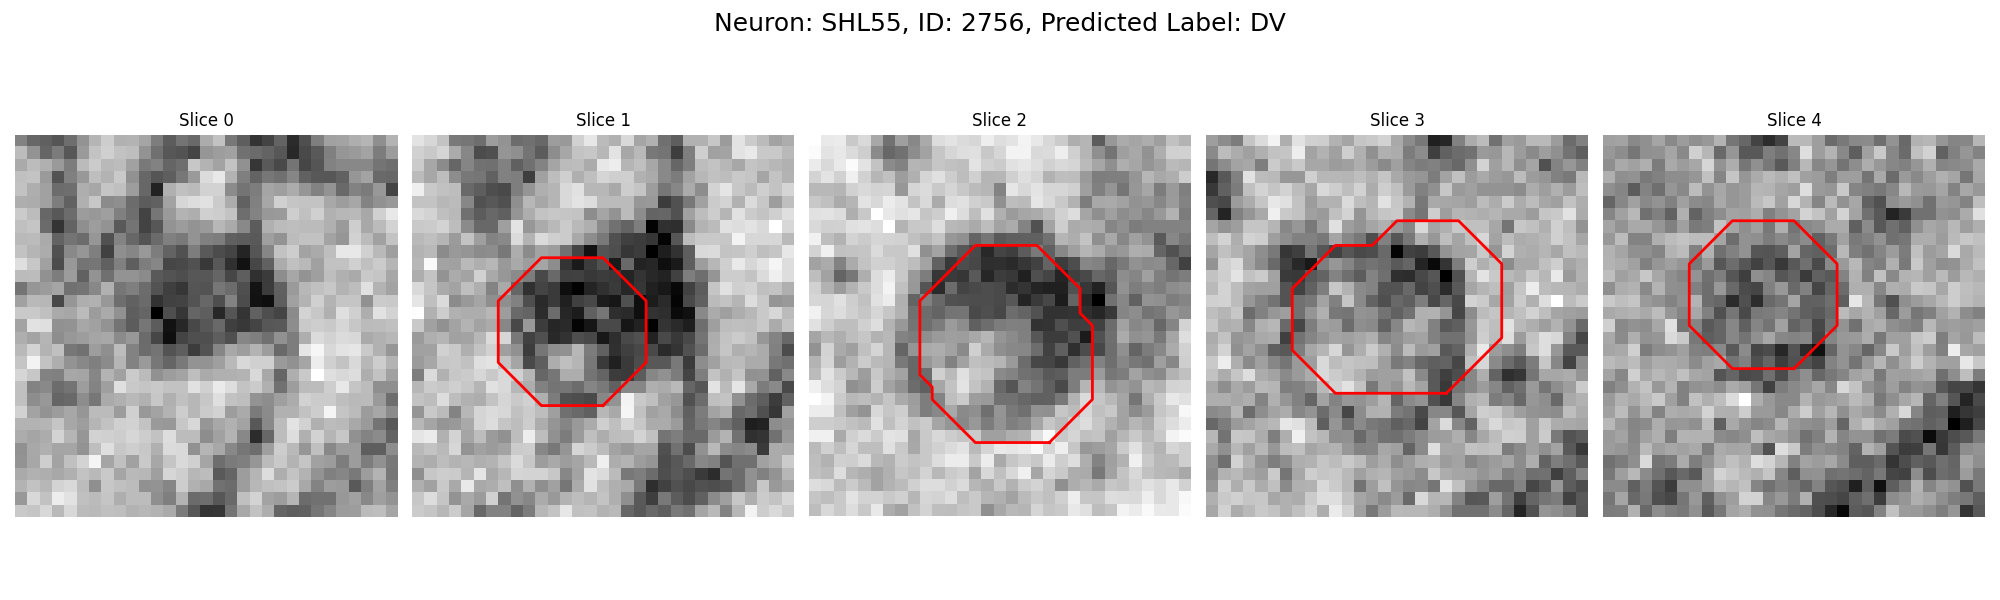 Neuron: SHL55, ID: 2756, Predicted Label: DV
Slice 0
Slice 1
Slice 2
Slice 3
Slice 4